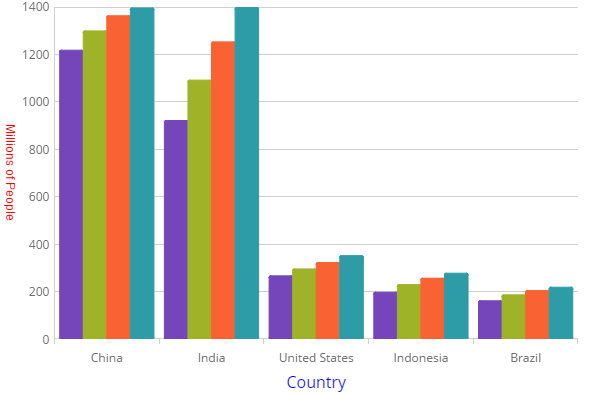 1400
1200
1000
800
600
400
200
0
Millions of People
China
India
United States
Indonesia
Brazil
Country